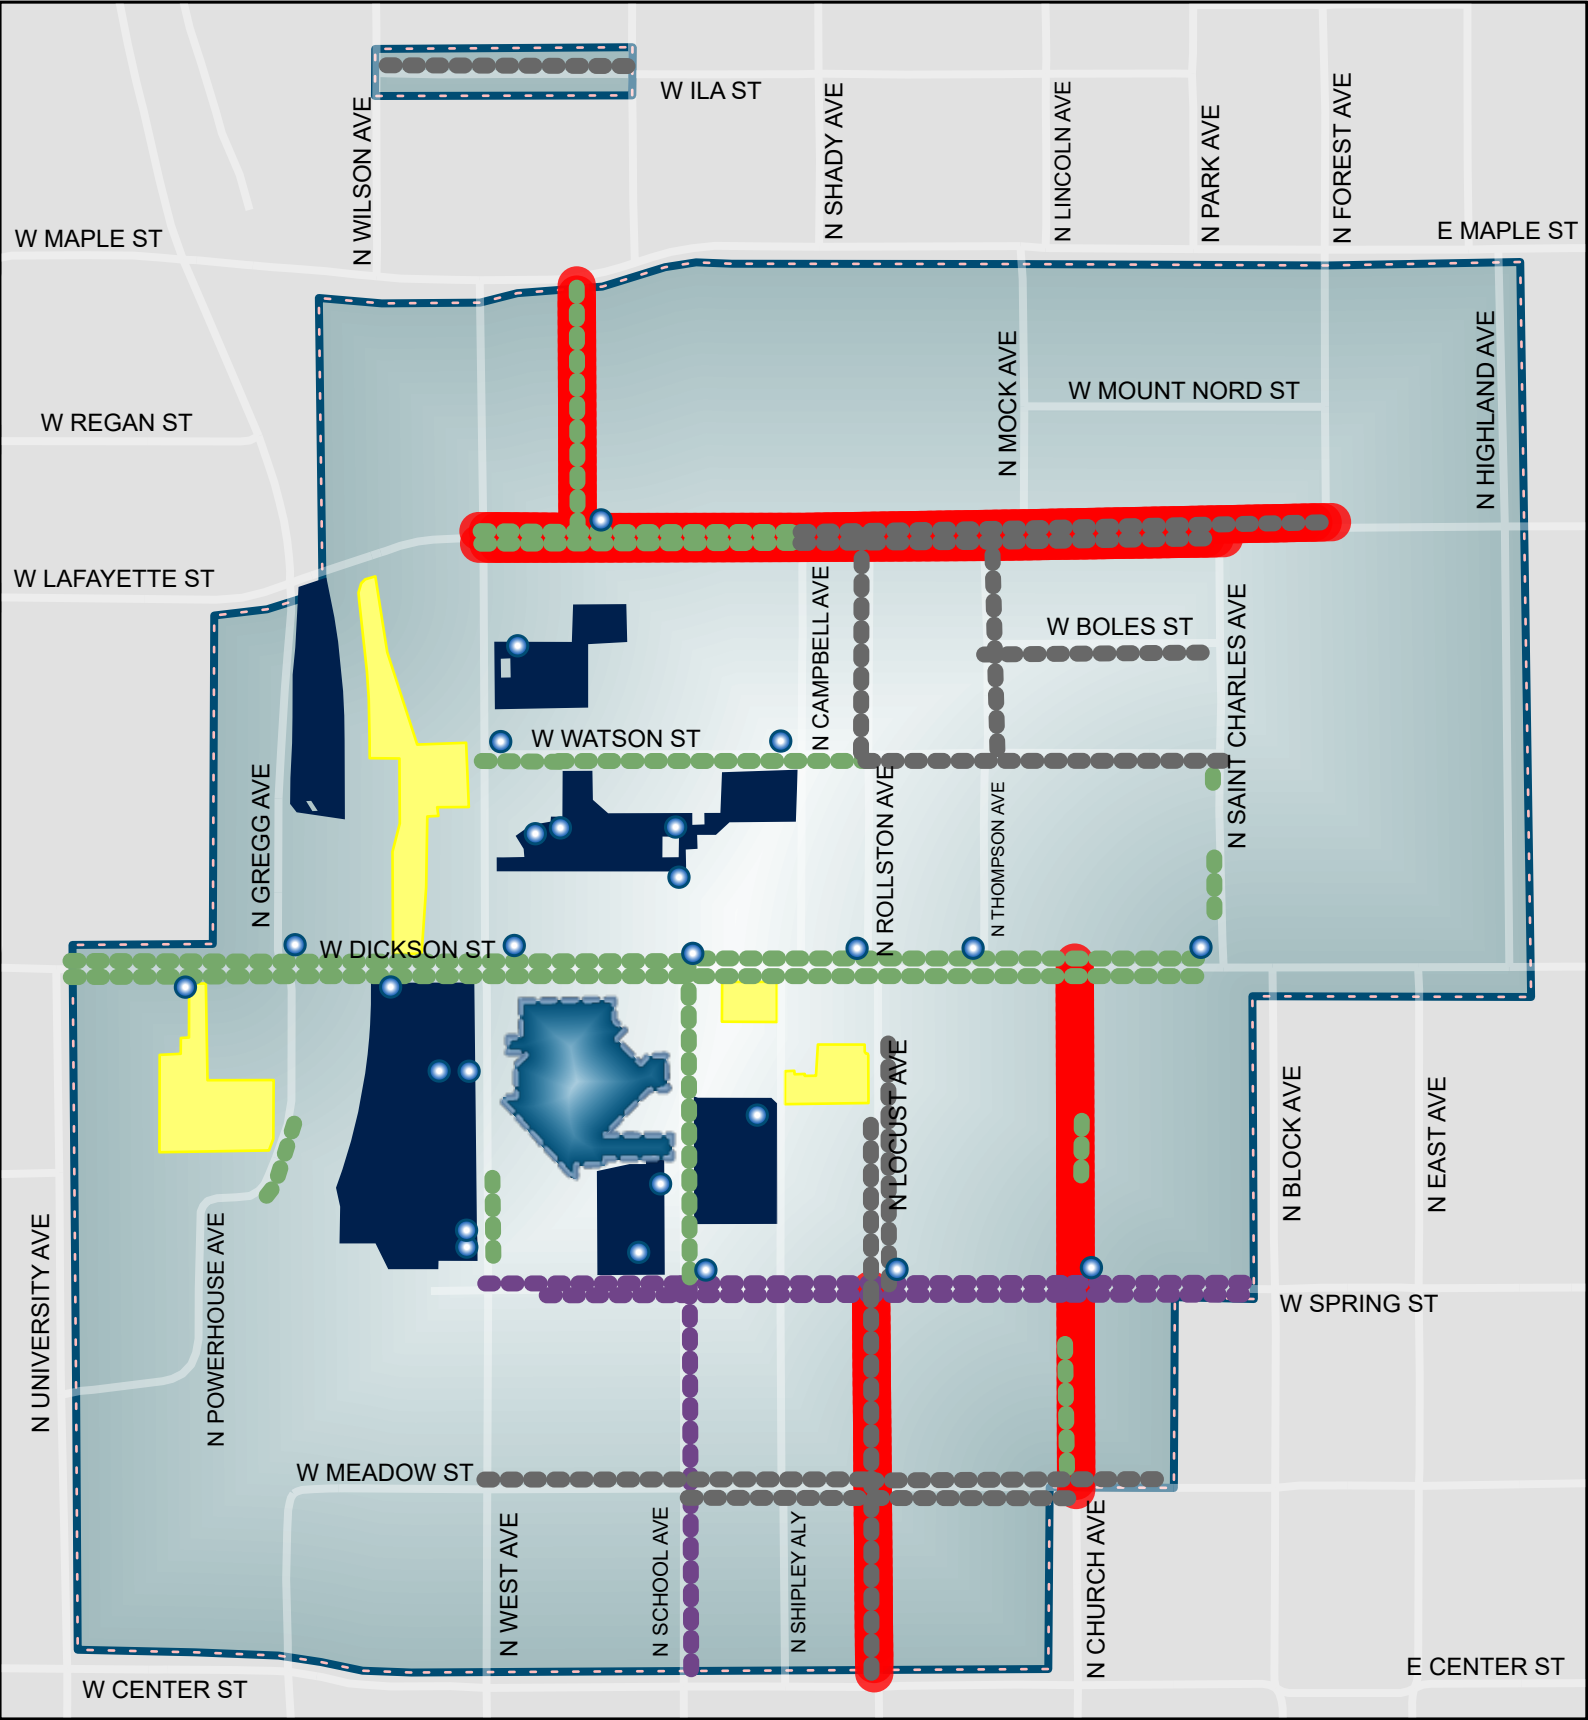 W ILA ST
N WILSON AVE
N SHADY AVE
N LINCOLN AVE
N PARK AVE
N FOREST AVE
W MAPLE ST
E MAPLE ST
N MOCK AVE
W MOUNT NORD ST
N HIGHLAND AVE
W REGAN ST
W LAFAYETTE ST
N CAMPBELL AVE
W BOLES ST
N SAINT CHARLES AVE
W WATSON ST
N GREGG AVE
N ROLLSTON AVE
N THOMPSON AVE
W DICKSON ST
N LOCUST AVE
N BLOCK AVE
N EAST AVE
N UNIVERSITY AVE
N POWERHOUSE AVE
W SPRING ST
W MEADOW ST
N WEST AVE
N SCHOOL AVE
N SHIPLEY ALY
N CHURCH AVE
W CENTER ST
E CENTER ST